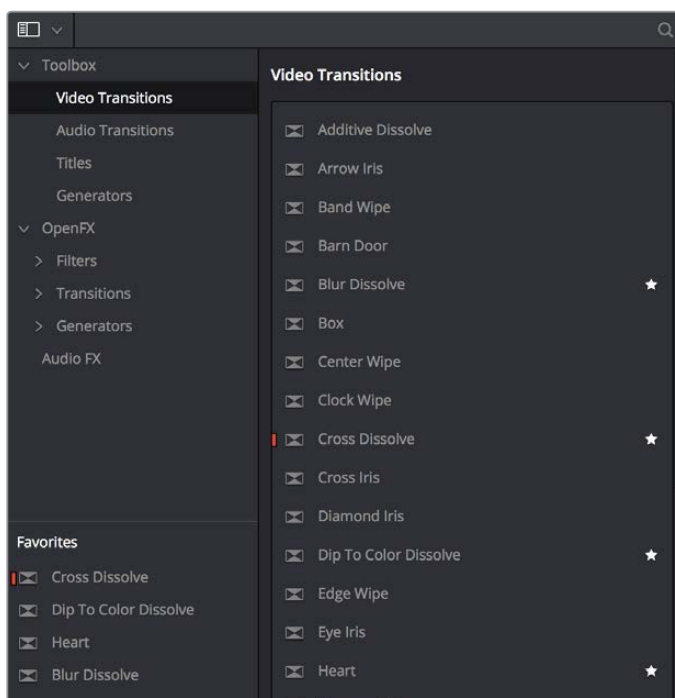 Toolbox
Video Transitions
Audio Transitions
Titles
Generators
OpenFX
Filters
Transitions
Generators
Audio FX
Favorites
Cross Dissolve
Dip To Color Dissolve
Heart
Blur Dissolve
Video Transitions
Additive Dissolve
Arrow Iris
Band Wipe
Barn Door
Blur Dissolve
Box
Center Wipe
Clock Wipe
Cross Dissolve
Cross Iris
Diamond Iris
Dip To Color Dissolve
Edge Wipe
Eye Iris
Heart